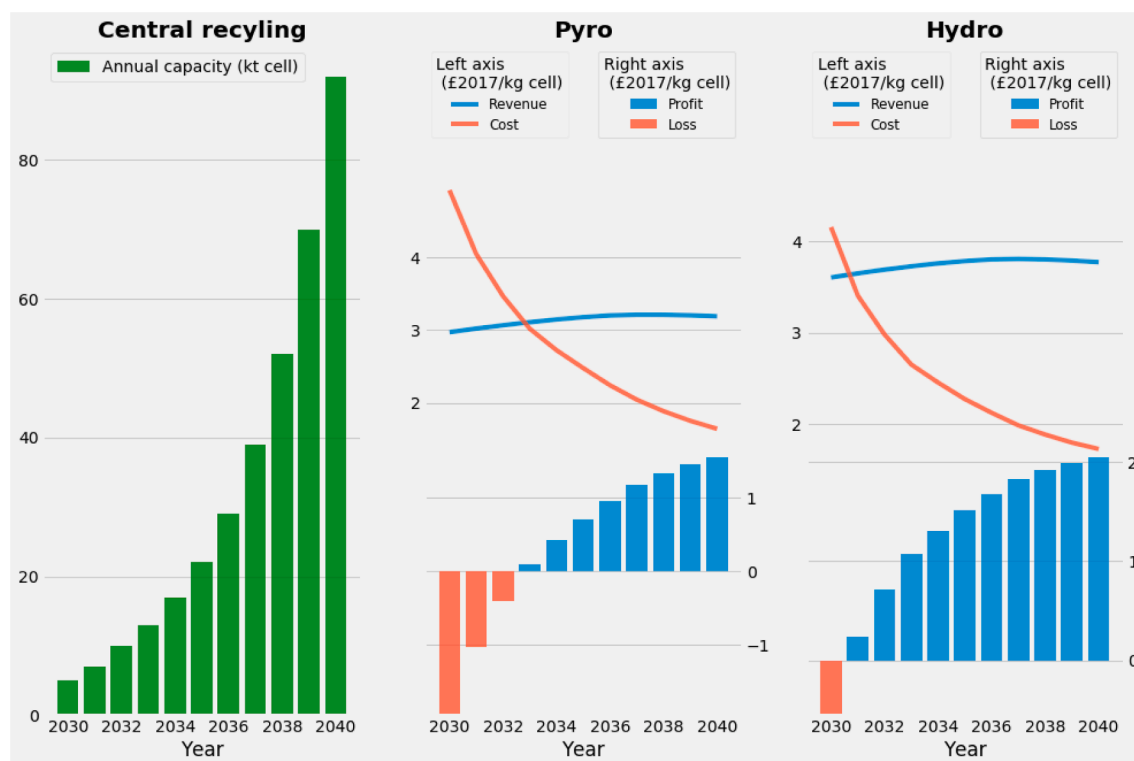 Central recyling
Annual capacity (kt cell)
80
60
40
20
0
2030 2032 2034 2036 2038 2040
Year
Pyro
Left axis
(£2017/kg cell)
Revenue
Cost
Right axis
(£2017/kg cell)
Profit
Loss
4
3
2
1
0
−1
2030 2032 2034 2036 2038 2040
Year
Hydro
Left axis
(£2017/kg cell)
Revenue
Cost
Right axis
(£2017/kg cell)
Profit
Loss
4
3
2
2
1
0
2030 2032 2034 2036 2038 2040
Year